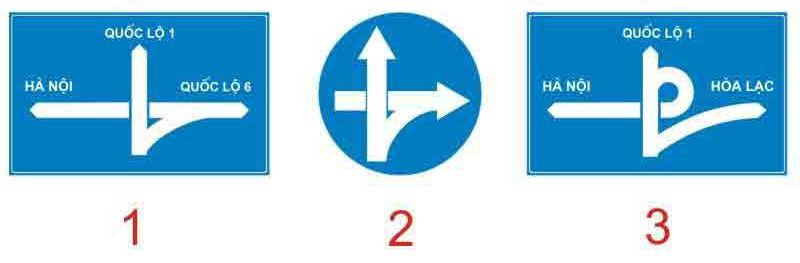 QUỐC LỘ 1
HÀ NỘI
QUỐC LỘ 6
QUỐC LỘ 1
HÀ NỘI
HÒA LẠC
1
2
3